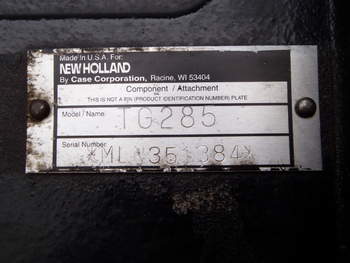 Made in U.S.A. For:
NEW HOLLAND
By Case Corporation, Racine, WI 53404
Component / Attachment
THIS IS NOT A P.I.N (PRODUCT IDENTIFICATION NUMBER) PLATE
Model / Name TG285
Serial Number